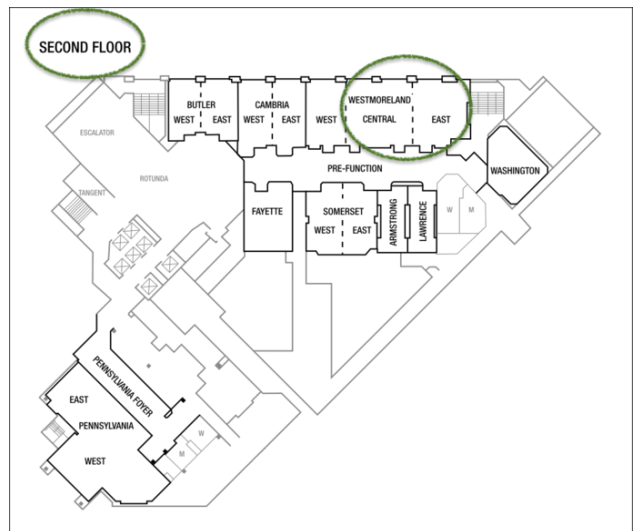 SECOND FLOOR
BUTLER
WEST EAST
CAMBRIA
WEST EAST
WESTMORELAND
WEST CENTRAL EAST
ESCALATOR
PRE-FUNCTION
WASHINGTON
TANGENT
ROTUNDA
FAYETTE
SOMERSET
WEST EAST
ARMSTRONG
LAWRENCE
W M
PENNSYLVANIA FOYER
EAST
PENNSYLVANIA
WEST
W
M